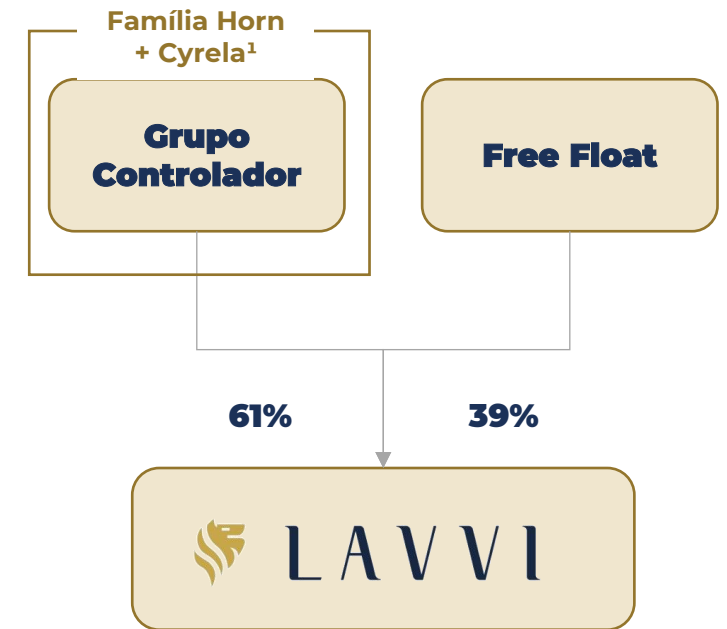 Família Horn
+ Cyrela¹
Grupo
Controlador
Free Float
61%
39%
LAVVI